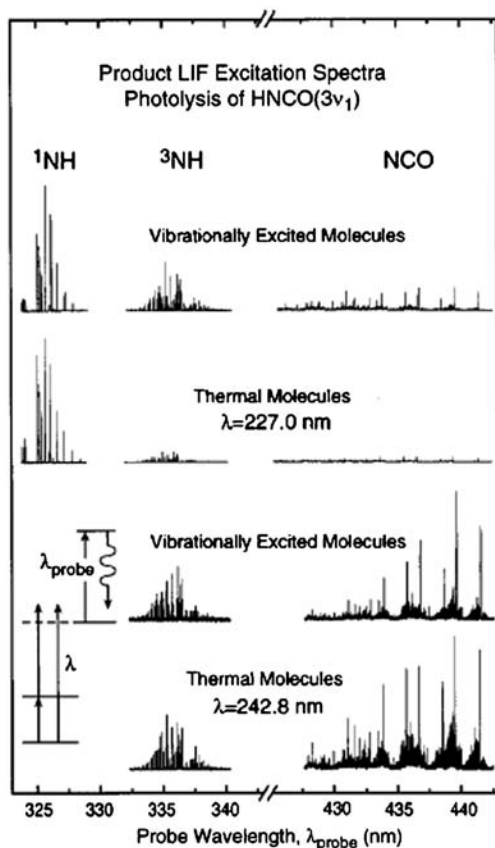 Product LIF Excitation Spectra
Photolysis of HNCO(3ν₁)
¹NH ³NH NCO
Vibrationally Excited Molecules
Thermal Molecules
λ=227.0 nm
Vibrationally Excited Molecules
λprobe
λ
Thermal Molecules
λ=242.8 nm
325 330 335 340 430 435 440
Probe Wavelength, λprobe (nm)